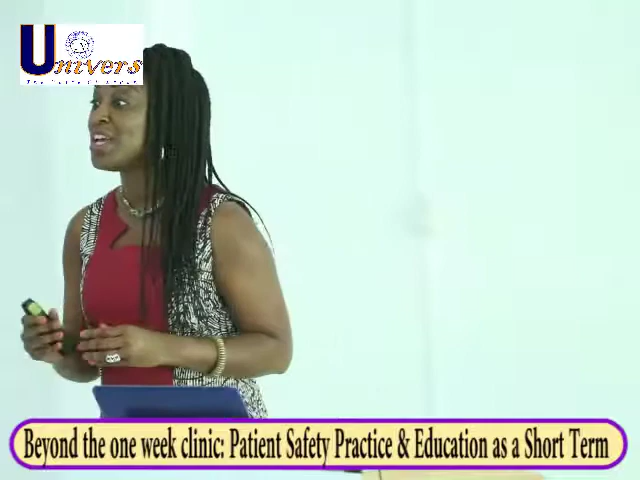 Univers
Beyond the one week clinic: Patient Safety Practice & Education as a Short Term